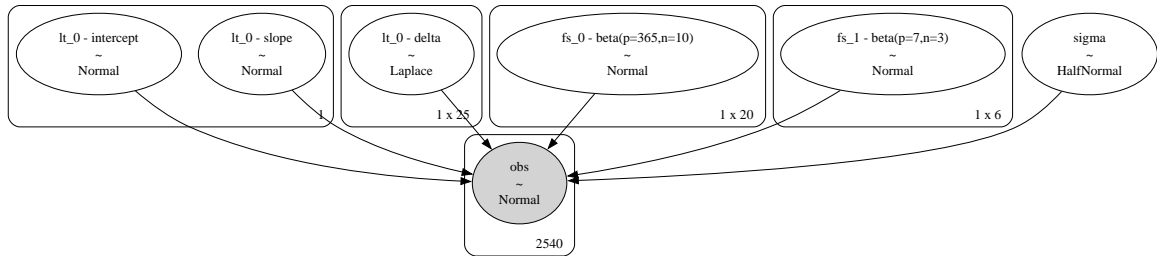 lt_0 - intercept
~
Normal
lt_0 - slope
~
Normal
1
lt_0 - delta
~
Laplace
1 x 25
fs_0 - beta(p=365,n=10)
~
Normal
1 x 20
fs_1 - beta(p=7,n=3)
~
Normal
1 x 6
sigma
~
HalfNormal
obs
~
Normal
2540